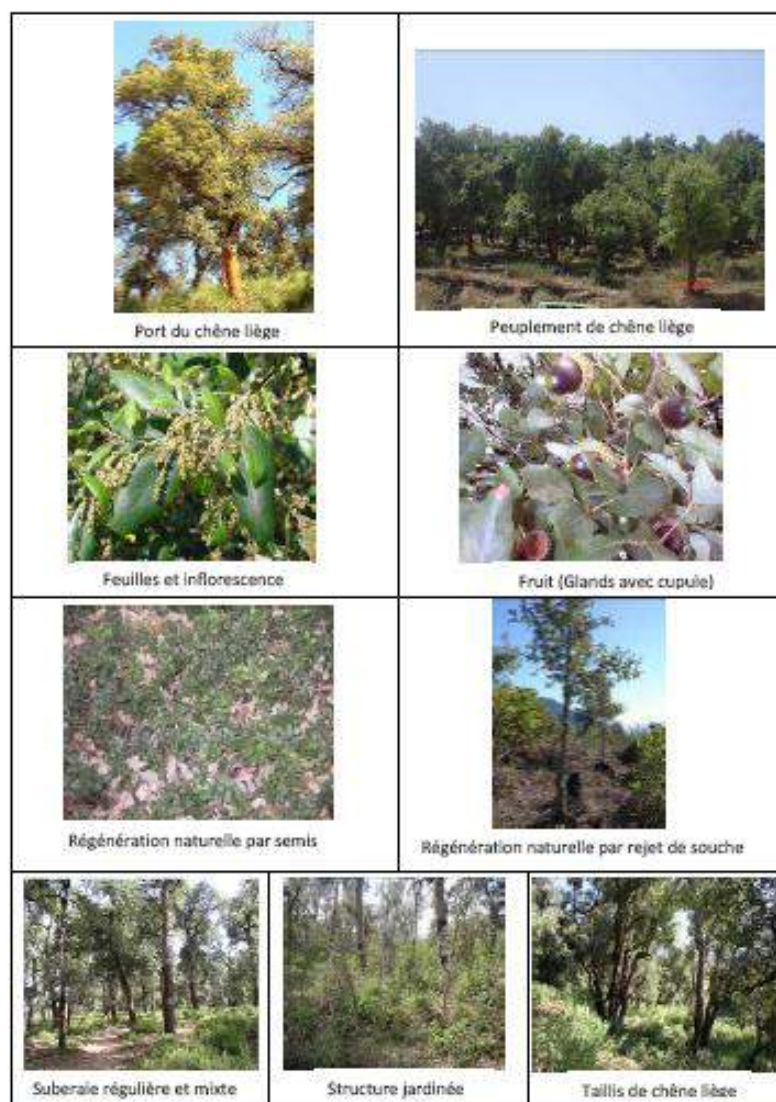 Port du chêne liège
Peuplement de chêne liège
Feuilles et inflorescence
Fruit (Glands avec cupule)
Régénération naturelle par semis
Régénération naturelle par rejet de souche
Suberaie régulière et mixte
Structure jardinée
Taillis de chêne liège